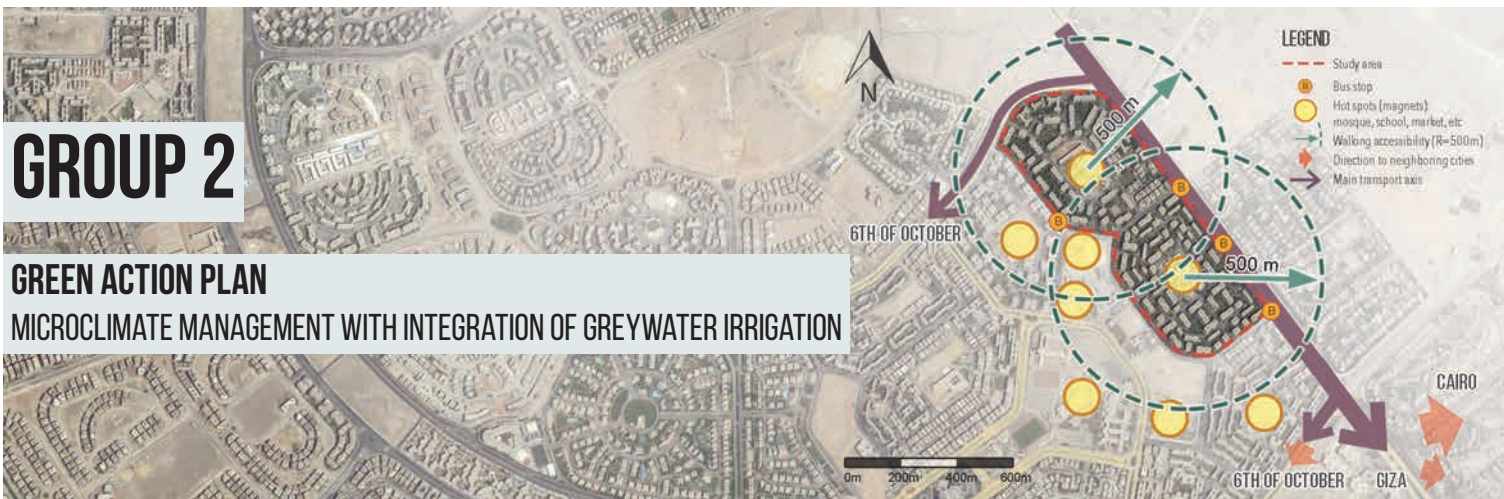 GROUP 2
GREEN ACTION PLAN
MICROCLIMATE MANAGEMENT WITH INTEGRATION OF GREYWATER IRRIGATION
N
500 m
B
B
B
500 m
B
6TH OF OCTOBER
0m 200m 400m 600m
6TH OF OCTOBER
GIZA
CAIRO
LEGEND
Study area
B Bus stop
Hot spots (magnets):
mosque, school, market, etc
Walking accessibility (R=500m)
Direction to neighboring cities
Main transport axis